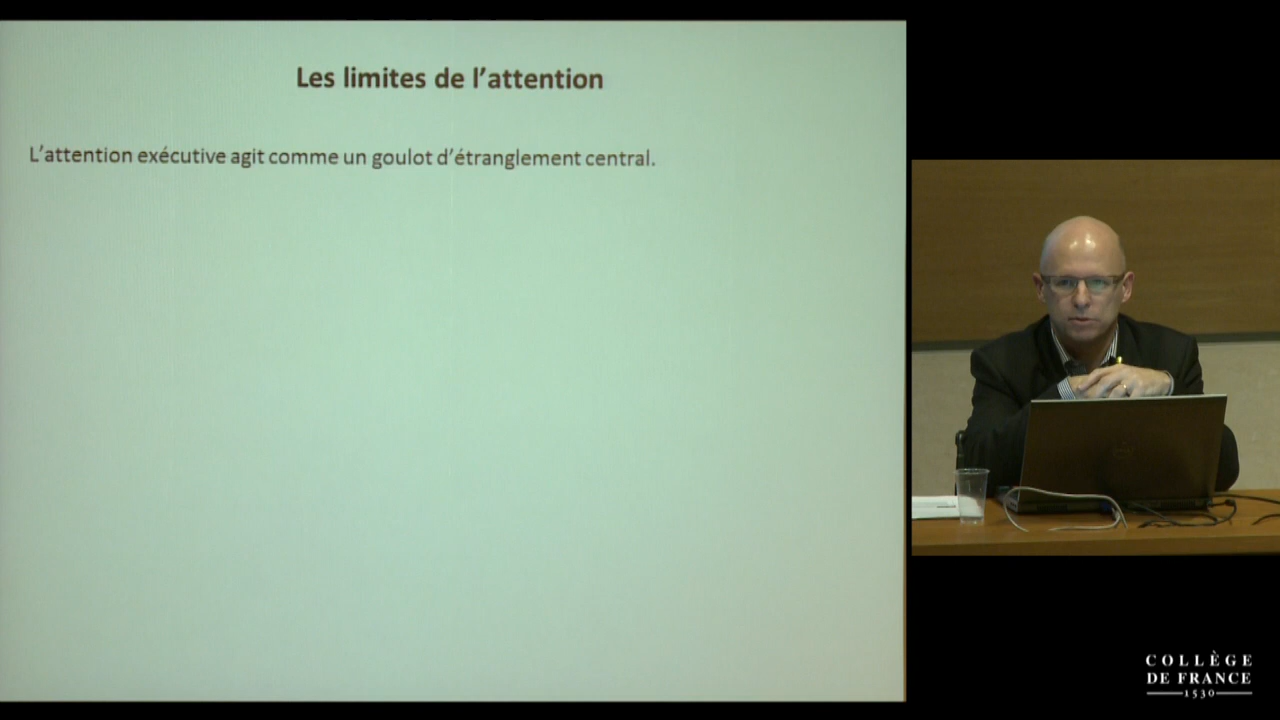 Les limites de l’attention
L’attention exécutive agit comme un goulot d’étranglement central.
COLLÈGE
DE FRANCE
1530